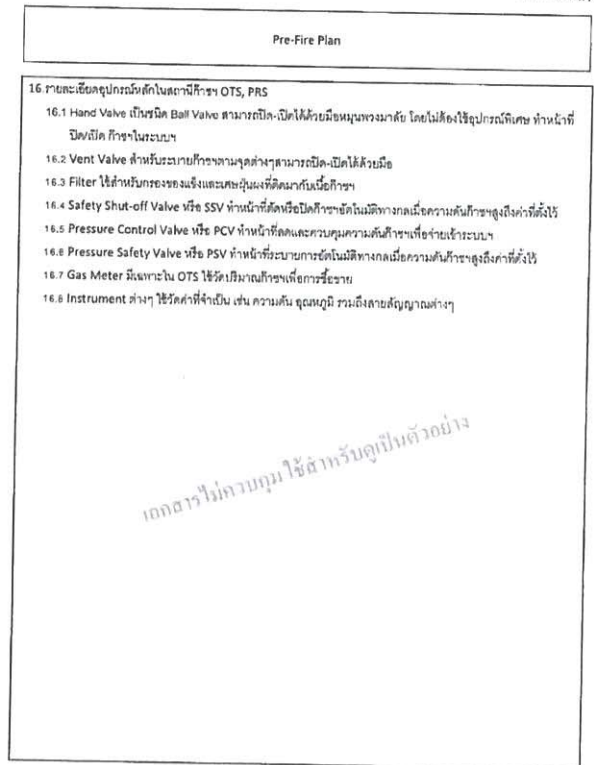 Pre-Fire Plan
16.รายละเอียดอุปกรณ์หลักในสถานีก๊าซฯ OTS, PRS
16.1 Hand Valve เป็นชนิด Ball Valve สามารถปิด-เปิดได้ด้วยมือหมุนพวงมาลัย โดยไม่ต้องใช้อุปกรณ์พิเศษ ทำหน้าที่
ปิด/เปิด ก๊าซฯในระบบฯ
16.2 Vent Valve สำหรับระบายก๊าซฯตามจุดต่างๆสามารถปิด-เปิดได้ด้วยมือ
16.3 Filter ใช้สำหรับกรองของแข็งและเศษฝุ่นผงที่ติดมากับเนื้อก๊าซฯ
16.4 Safety Shut-off Valve หรือ SSV ทำหน้าที่ตัดหรือปิดก๊าซฯอัตโนมัติทางกลเมื่อความดันก๊าซฯสูงถึงค่าที่ตั้งไว้
16.5 Pressure Control Valve หรือ PCV ทำหน้าที่ลดและควบคุมความดันก๊าซฯเพื่อจ่ายเข้าระบบฯ
16.6 Pressure Safety Valve หรือ PSV ทำหน้าที่ระบายการอัตโนมัติทางกลเมื่อความดันก๊าซฯสูงถึงค่าที่ตั้งไว้
16.7 Gas Meter มีเฉพาะใน OTS ใช้วัดปริมาณก๊าซฯเพื่อการซื้อขาย
16.8 Instrument ต่างๆ ใช้วัดค่าที่จำเป็น เช่น ความดัน อุณหภูมิ รวมถึงสายสัญญาณต่างๆ
เอกสารไม่ควบคุม ใช้สำหรับดูเป็นตัวอย่าง